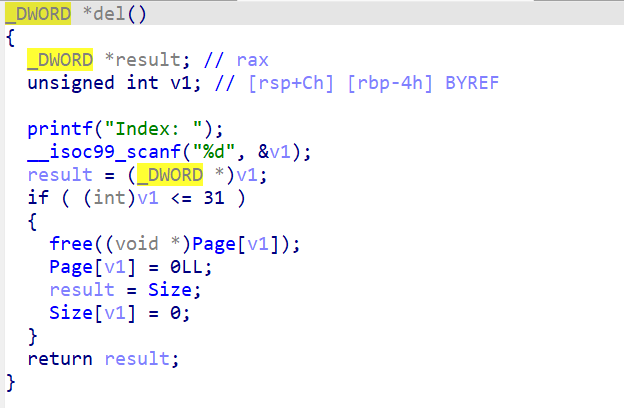 _DWORD *del()
{
  _DWORD *result; // rax
  unsigned int v1; // [rsp+Ch] [rbp-4h] BYREF

  printf("Index: ");
  __isoc99_scanf("%d", &v1);
  result = (_DWORD *)v1;
  if ( (int)v1 <= 31 )
  {
    free((void *)Page[v1]);
    Page[v1] = 0LL;
    result = Size;
    Size[v1] = 0;
  }
  return result;
}